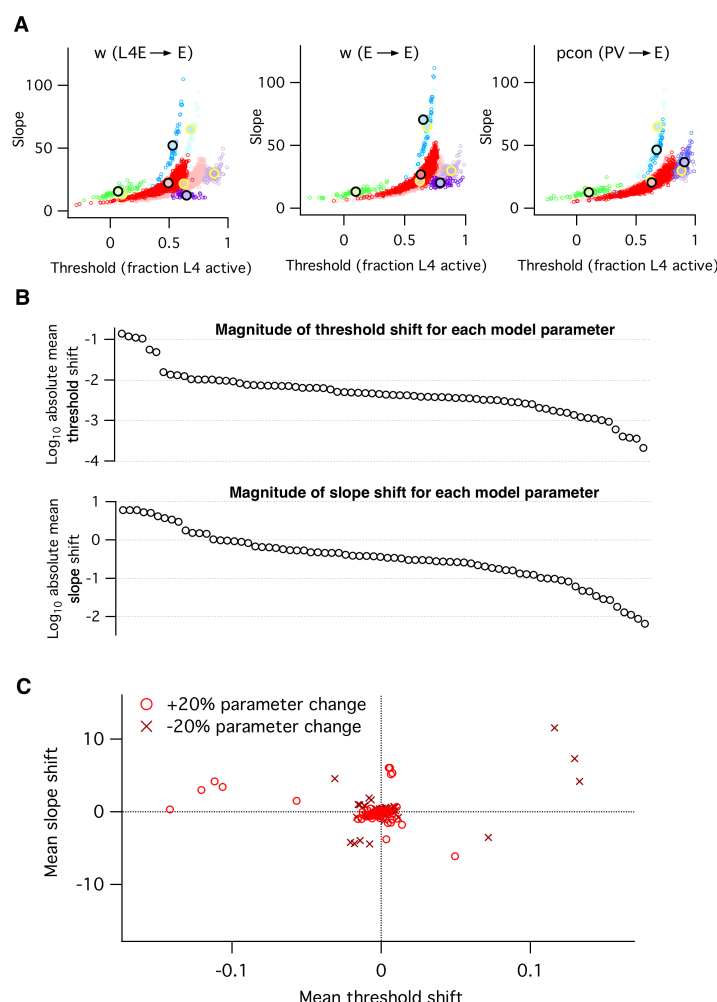 A
w (L4E → E)
w (E → E)
pcon (PV → E)
Slope
100
50
0
0
0.5
1
Threshold (fraction L4 active)
Slope
100
50
0
0
0.5
1
Threshold (fraction L4 active)
Slope
100
50
0
0
0.5
1
Threshold (fraction L4 active)
B
Magnitude of threshold shift for each model parameter
Log10 absolute mean
threshold shift
-1
-2
-3
-4
Magnitude of slope shift for each model parameter
Log10 absolute mean
slope shift
1
0
-1
-2
C
+20% parameter change
-20% parameter change
Mean slope shift
10
0
-10
-0.1
0
0.1
Mean threshold shift